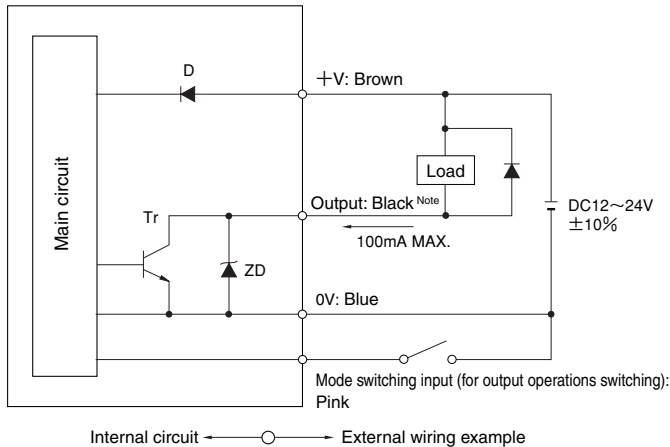 D
+V: Brown
Main circuit
Load
Tr
Output: Black Note
DC12～24V
±10%
100mA MAX.
ZD
0V: Blue
Mode switching input (for output operations switching):
Pink
Internal circuit
External wiring example